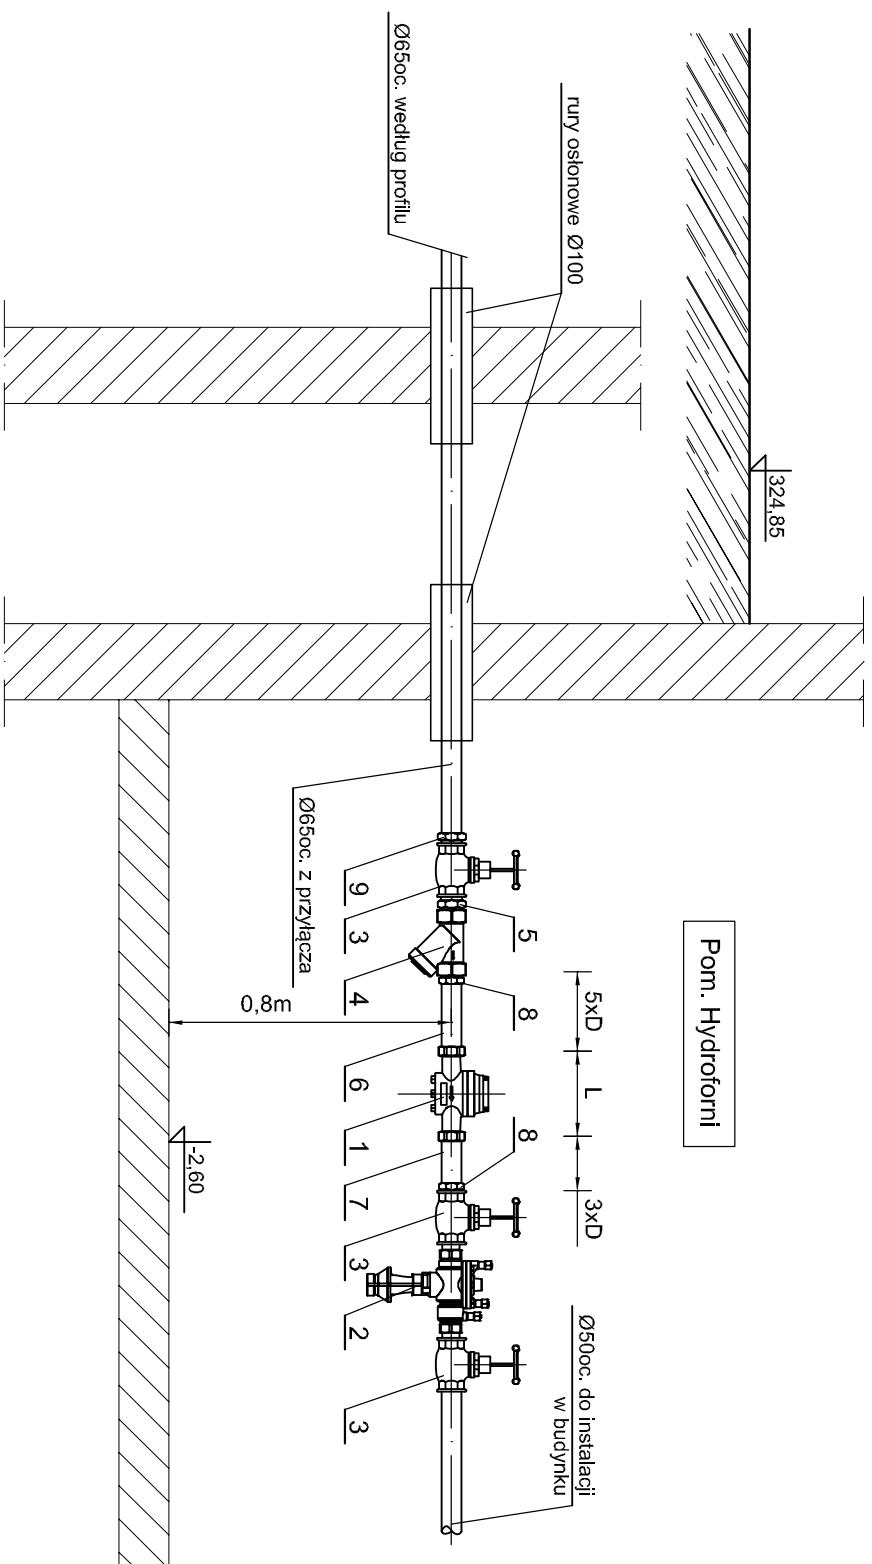 Pom. Hydroforni
324,85
rury osłonowe Ø100
Ø65oc. według profilu
5xD
L
3xD
Ø50oc. do instalacji
w budynku
5
8
8
9
3
4
6
1
7
3
2
3
Ø65oc. z przyłącza
0,8m
-2,60